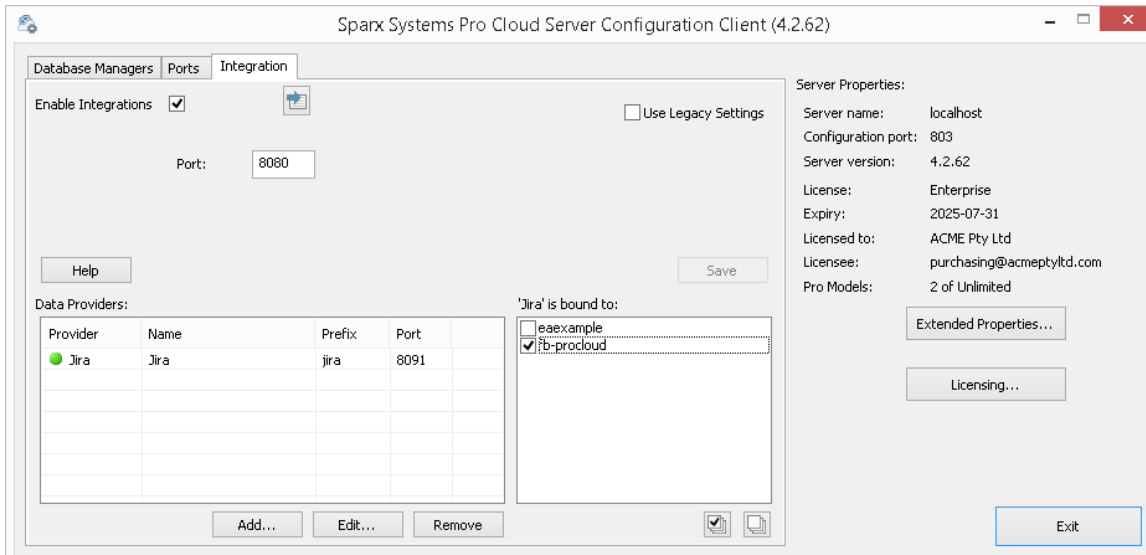 Sparx Systems Pro Cloud Server Configuration Client (4.2.62)
Database Managers Ports Integration
Enable Integrations
Use Legacy Settings
Port: 8080
Help
Save
Data Providers:
Provider Name Prefix Port
Jira Jira jira 8091
Add... Edit... Remove
'Jira' is bound to:
eaexample
fb-procloud
Server Properties:
Server name: localhost
Configuration port: 803
Server version: 4.2.62
License: Enterprise
Expiry: 2025-07-31
Licensed to: ACME Pty Ltd
Licensee: purchasing@acmeptyltd.com
Pro Models: 2 of Unlimited
Extended Properties...
Licensing...
Exit